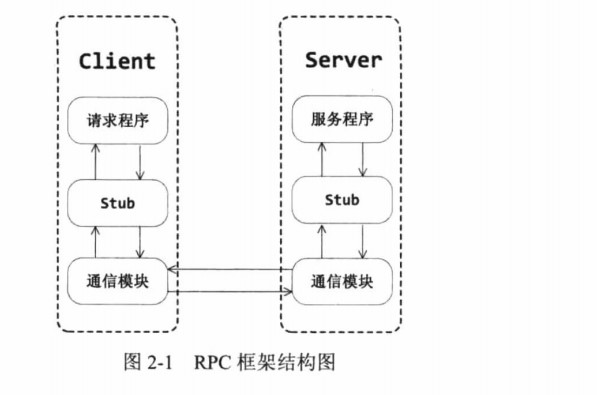 Client
Server
请求程序
服务程序
Stub
Stub
通信模块
通信模块
图 2-1 RPC 框架结构图